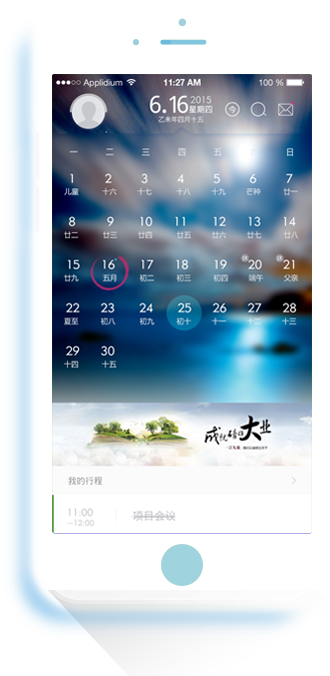 Applidium 11:27 AM 100 %
6.16 2015 星期四
乙未年四月十五
今
一 二 三 四 五 日
1 2 3 4 5 6 7
儿童 十六 十七 十八 十九 芒种 廿一
8 9 10 11 12 13 14
廿二 廿三 廿四 廿五 廿六 廿七 廿八
15 16 17 18 19 休 20 休 21
廿九 五月 初二 初三 初四 端午 父亲
22 23 24 25 26 27 28
夏至 初八 初九 初十 十一 十二 十三
29 30
十四 十五
大业
我的行程
11:00 项目会议
—12:00